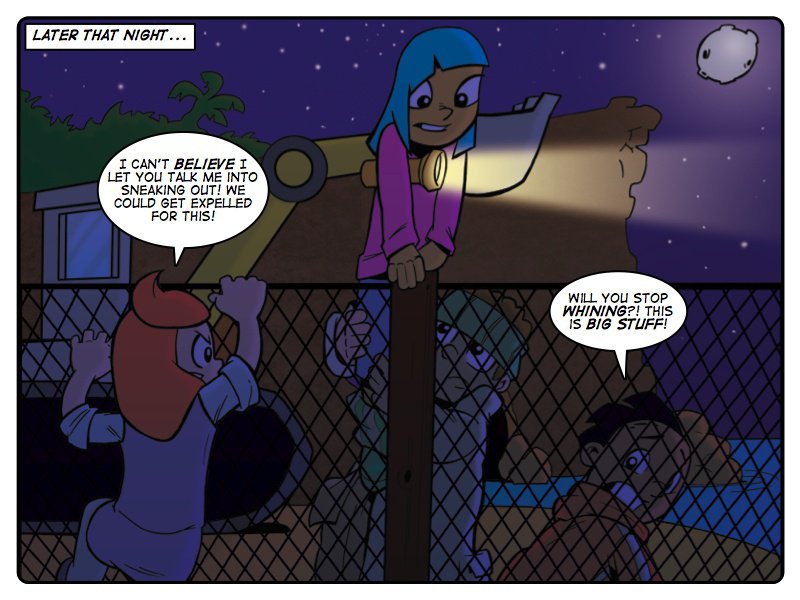 LATER THAT NIGHT...
I CAN'T BELIEVE I
LET YOU TALK ME INTO
SNEAKING OUT! WE
COULD GET EXPELLED
FOR THIS!
WILL YOU STOP
WHINING?! THIS
IS BIG STUFF!